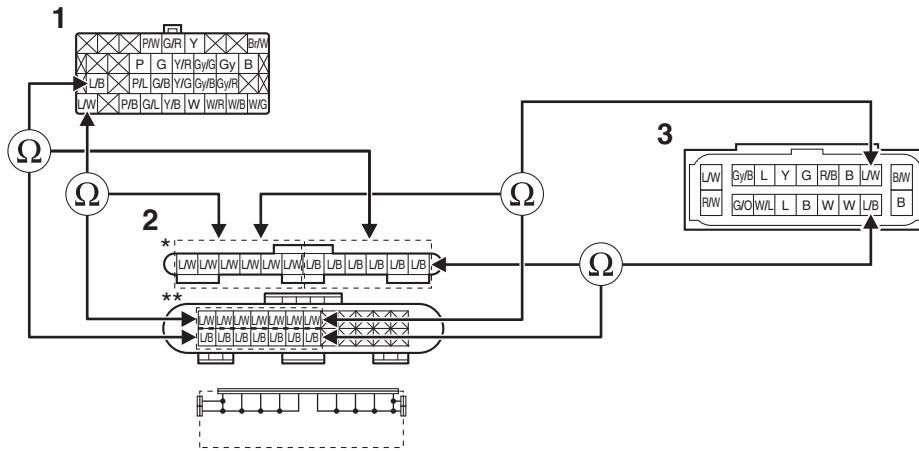 1
P/W G/R Y Br/W
P G Y/R Gy/G Gy B
L/B P/L G/B Y/G Gy/B Gy/R
L/W P/B G/L Y/B W W/R W/B W/G
3
L/W Gy/B L Y G R/B B L/W B/W
R/W G/O W/L L B W W L/B B
Ω
Ω
Ω
Ω
2
*
L/W L/W L/W L/W L/W L/W L/B L/B L/B L/B L/B L/B
**
L/W L/W L/W L/W L/W L/W L/W
L/B L/B L/B L/B L/B L/B L/B